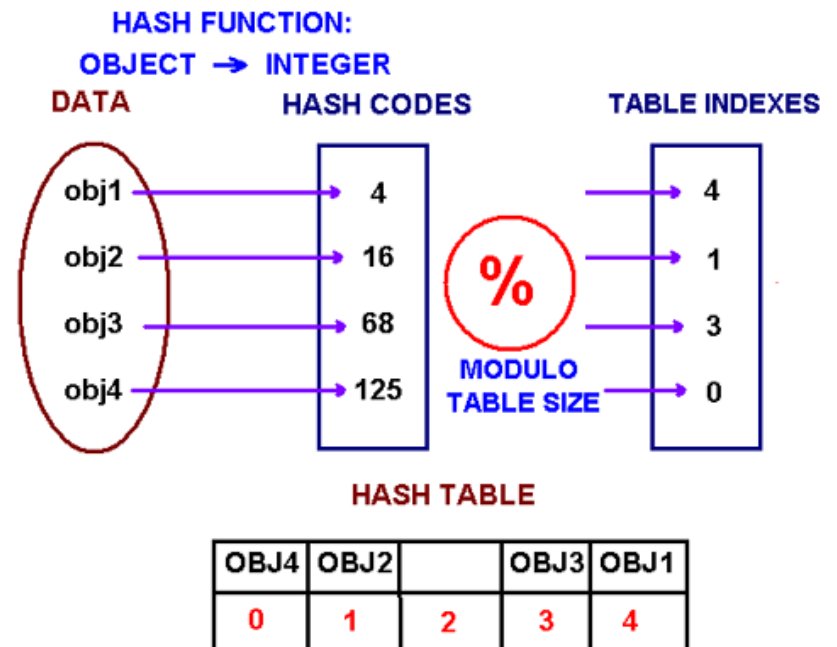 HASH FUNCTION:
OBJECT → INTEGER
DATA
HASH CODES
TABLE INDEXES
obj1
4
4
obj2
16
1
obj3
68
3
obj4
125
0
%
MODULO
TABLE SIZE
HASH TABLE
OBJ4 OBJ2 OBJ3 OBJ1
0 1 2 3 4